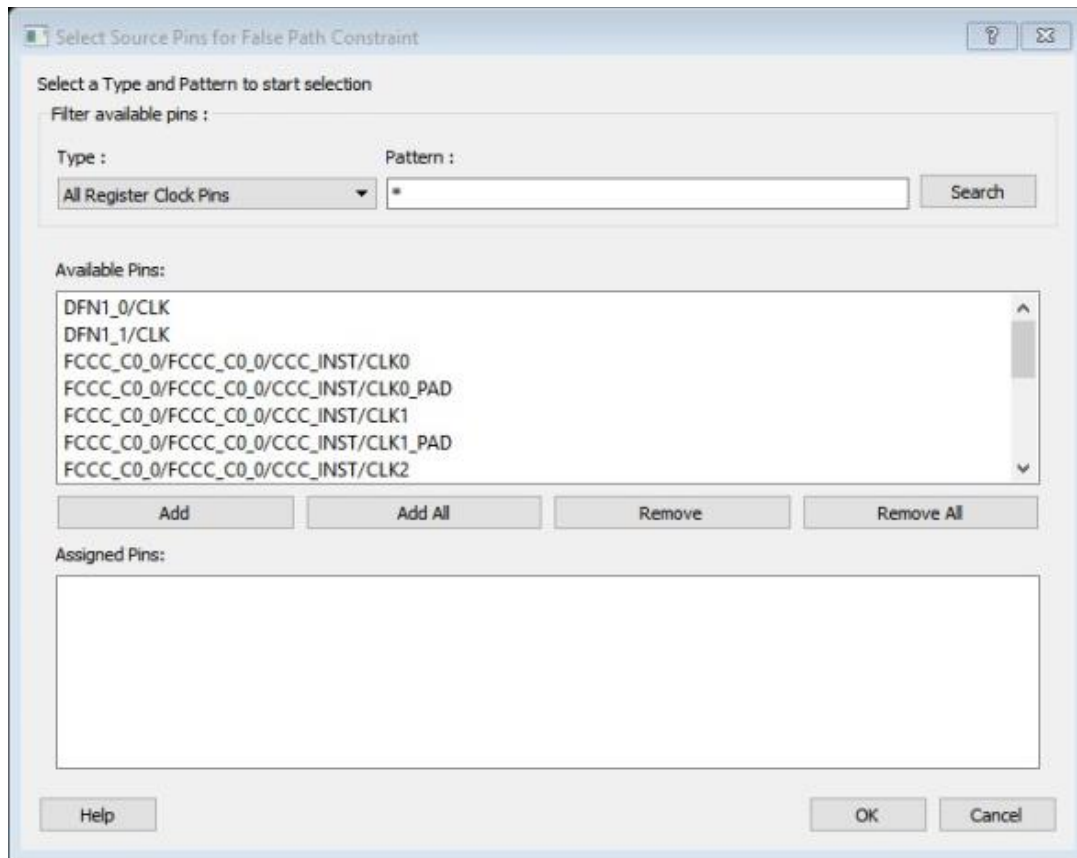 Select Source Pins for False Path Constraint
Select a Type and Pattern to start selection
Filter available pins :
Type :
Pattern :
All Register Clock Pins
*
Search
Available Pins:
DFN1_0/CLK
DFN1_1/CLK
FCCC_C0_0/FCCC_C0_0/CCC_INST/CLK0
FCCC_C0_0/FCCC_C0_0/CCC_INST/CLK0_PAD
FCCC_C0_0/FCCC_C0_0/CCC_INST/CLK1
FCCC_C0_0/FCCC_C0_0/CCC_INST/CLK1_PAD
FCCC_C0_0/FCCC_C0_0/CCC_INST/CLK2
Add
Add All
Remove
Remove All
Assigned Pins:
Help
OK
Cancel